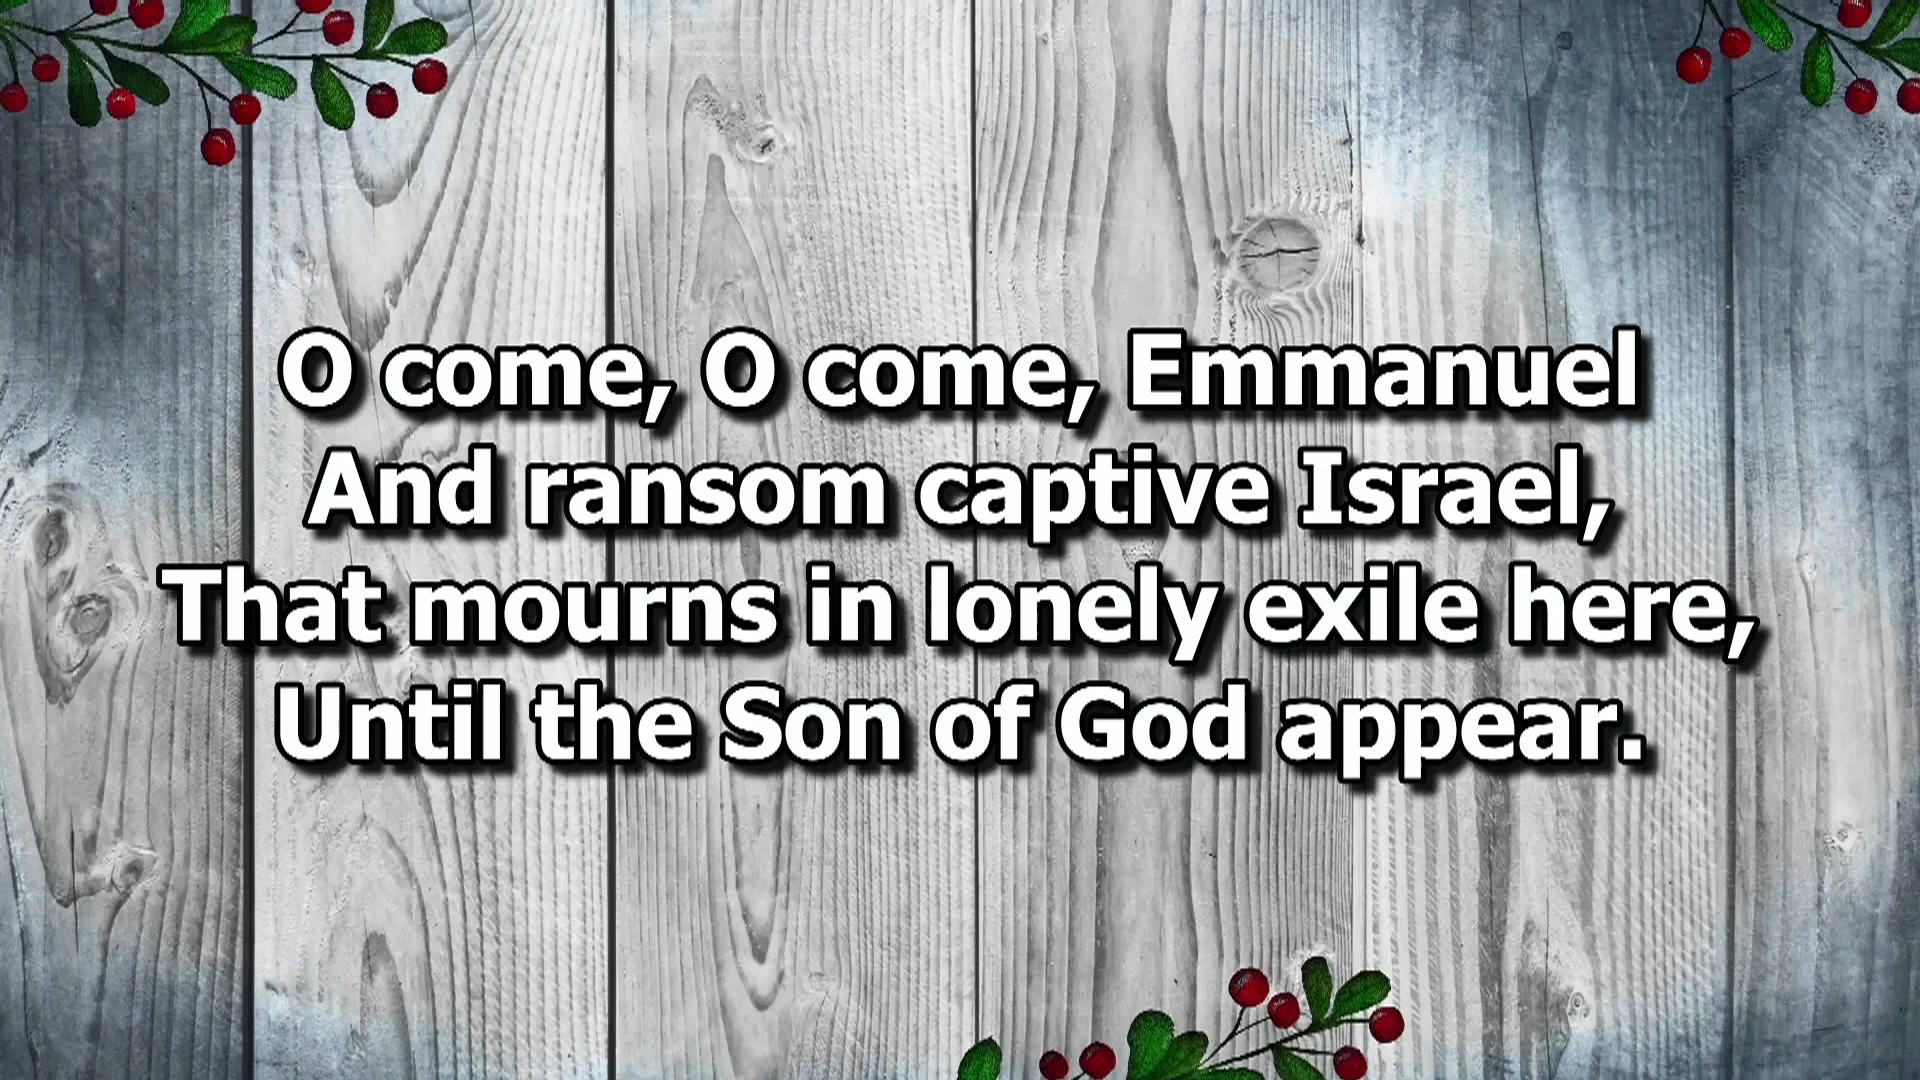 O come, O come, Emmanuel
And ransom captive Israel,
That mourns in lonely exile here,
Until the Son of God appear.